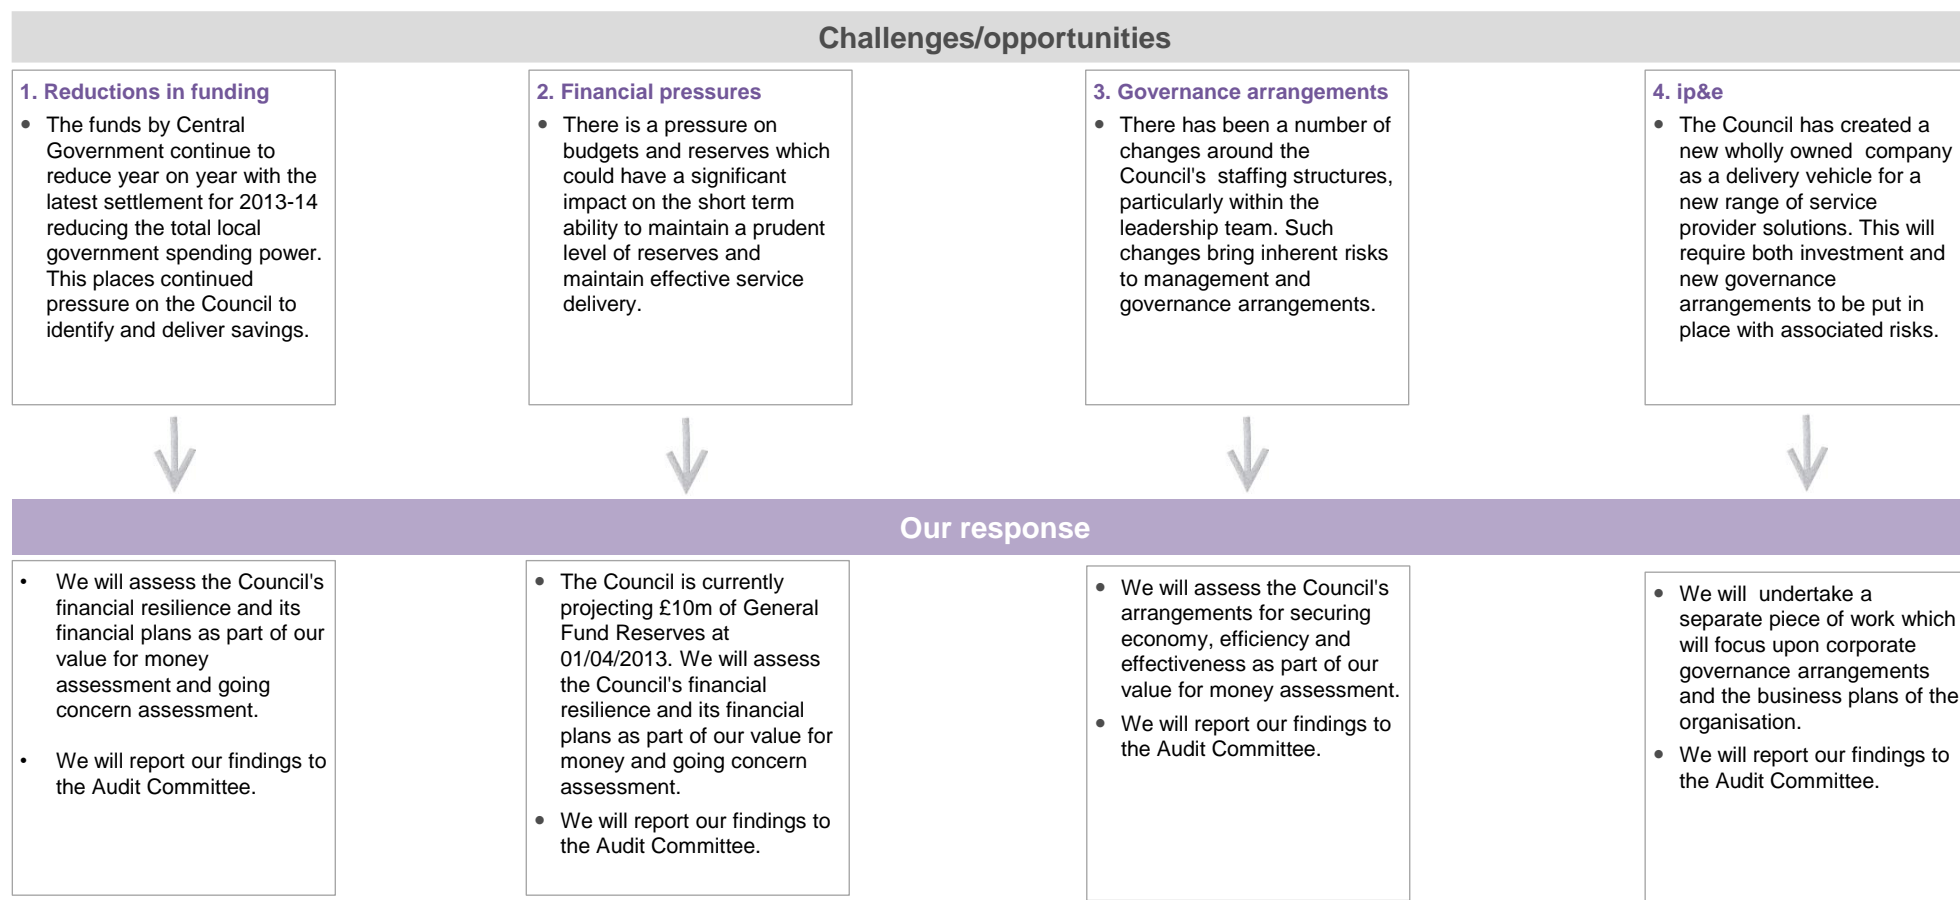 Challenges/opportunities
1. Reductions in funding
• The funds by Central
Government continue to
reduce year on year with the
latest settlement for 2013-14
reducing the total local
government spending power.
This places continued
pressure on the Council to
identify and deliver savings.
2. Financial pressures
• There is a pressure on
budgets and reserves which
could have a significant
impact on the short term
ability to maintain a prudent
level of reserves and
maintain effective service
delivery.
3. Governance arrangements
• There has been a number of
changes around the
Council's staffing structures,
particularly within the
leadership team. Such
changes bring inherent risks
to management and
governance arrangements.
4. ip&e
• The Council has created a
new wholly owned company
as a delivery vehicle for a
new range of service
provider solutions. This will
require both investment and
new governance
arrangements to be put in
place with associated risks.
Our response
• We will assess the Council's
financial resilience and its
financial plans as part of our
value for money
assessment and going
concern assessment.
• We will report our findings to
the Audit Committee.
• The Council is currently
projecting £10m of General
Fund Reserves at
01/04/2013. We will assess
the Council's financial
resilience and its financial
plans as part of our value for
money and going concern
assessment.
• We will report our findings to
the Audit Committee.
• We will assess the Council's
arrangements for securing
economy, efficiency and
effectiveness as part of our
value for money assessment.
• We will report our findings to
the Audit Committee.
• We will undertake a
separate piece of work which
will focus upon corporate
governance arrangements
and the business plans of the
organisation.
• We will report our findings to
the Audit Committee.